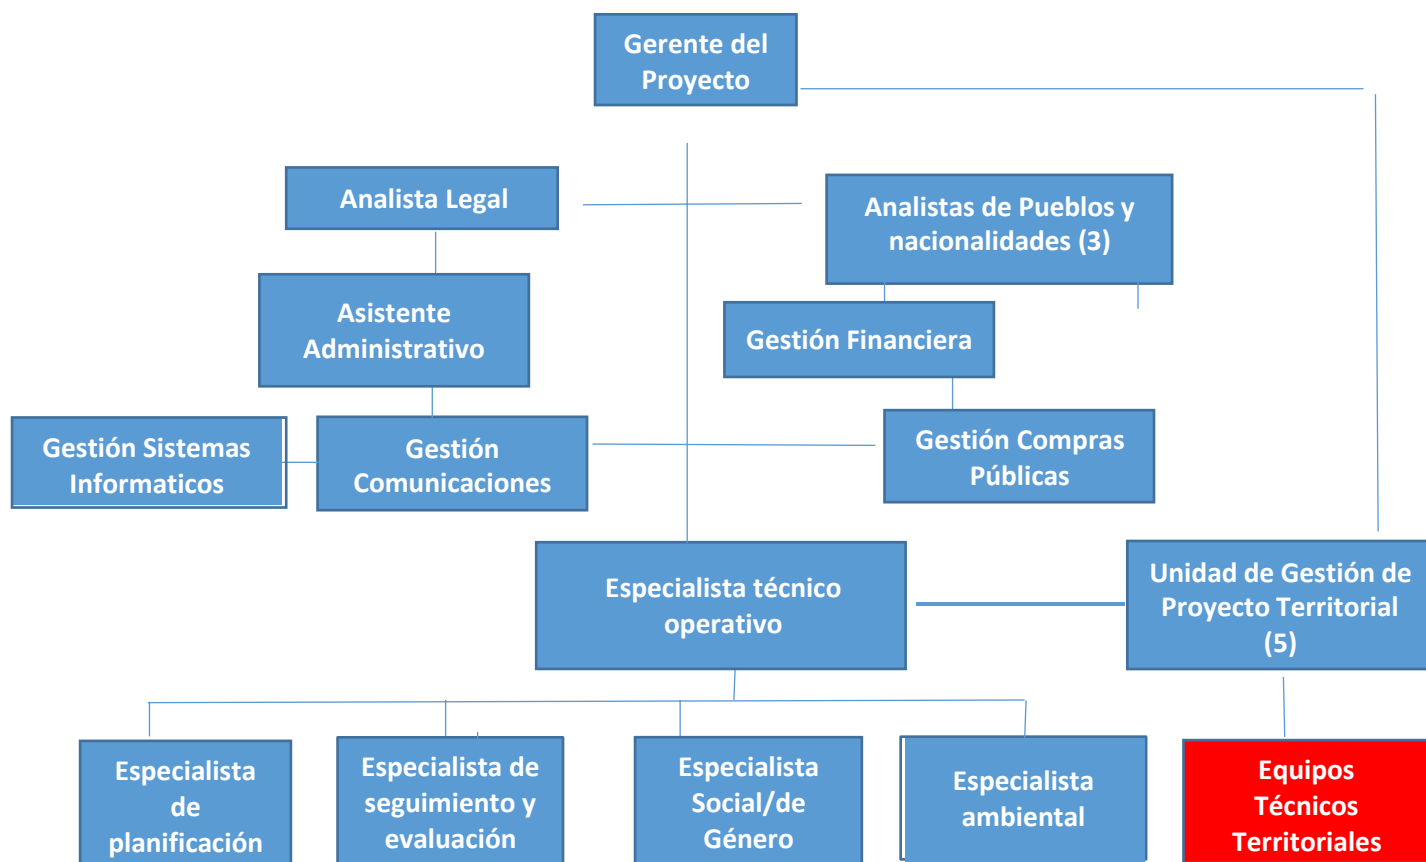 Gerente del
Proyecto
Analista Legal
Analistas de Pueblos y
nacionalidades (3)
Asistente
Administrativo
Gestión Financiera
Gestión Sistemas
Informaticos
Gestión
Comunicaciones
Gestión Compras
Públicas
Especialista técnico
operativo
Unidad de Gestión de
Proyecto Territorial
(5)
Especialista
de
planificación
Especialista de
seguimiento y
evaluación
Especialista
Social/de
Género
Especialista
ambiental
Equipos
Técnicos
Territoriales